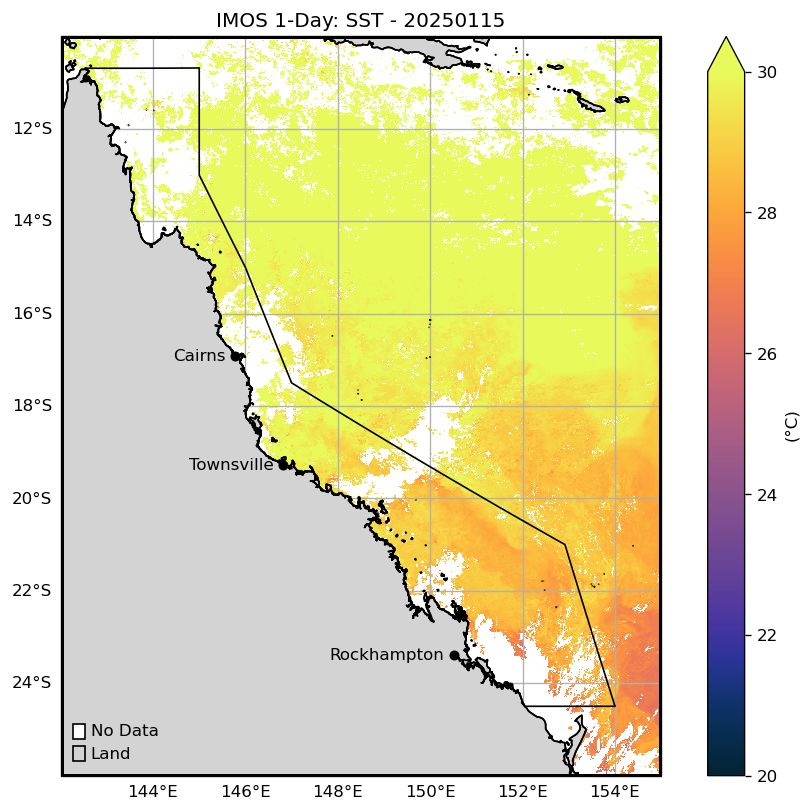 IMOS 1-Day: SST - 20250115
12°S
14°S
16°S
18°S
20°S
22°S
24°S
Cairns
Townsville
Rockhampton
No Data
Land
144°E
146°E
148°E
150°E
152°E
154°E
30
28
26
24
22
20
(°C)